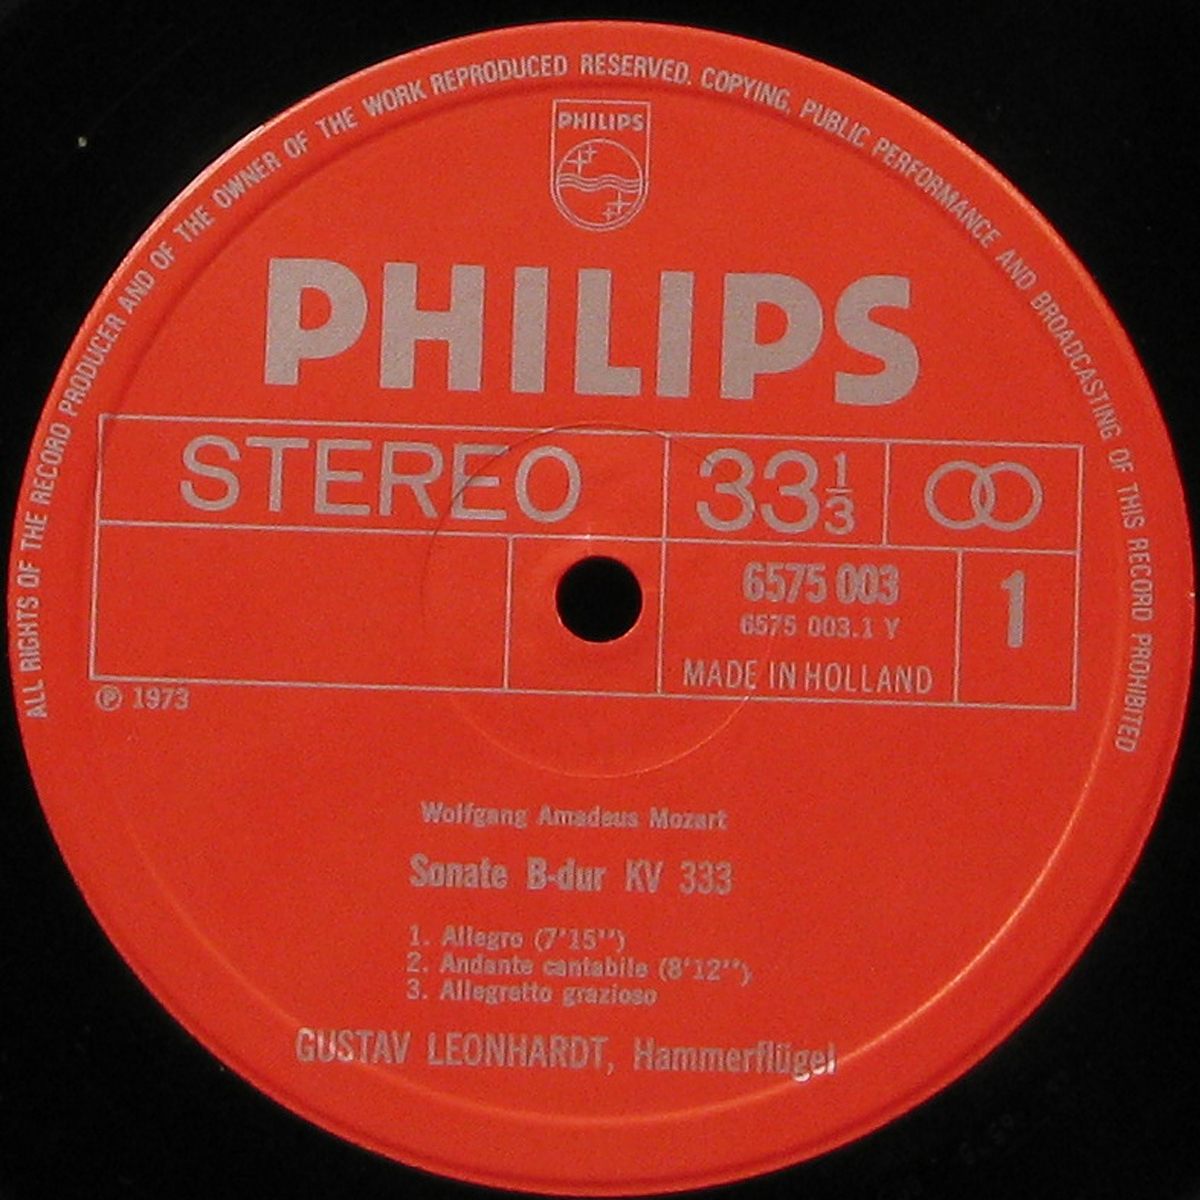 ALL RIGHTS OF THE RECORD PRODUCER AND OF THE OWNER OF THE WORK REPRODUCED RESERVED. COPYING, PUBLIC PERFORMANCE AND BROADCASTING OF THIS RECORD PROHIBITED
PHILIPS
PHILIPS
STEREO 33 1/3
6575 003 1
6575 003.1 Y
MADE IN HOLLAND
℗ 1973
Wolfgang Amadeus Mozart
Sonate B-dur KV 333
1. Allegro (7'15'')
2. Andante cantabile (8'12'')
3. Allegretto grazioso
GUSTAV LEONHARDT, Hammerflügel